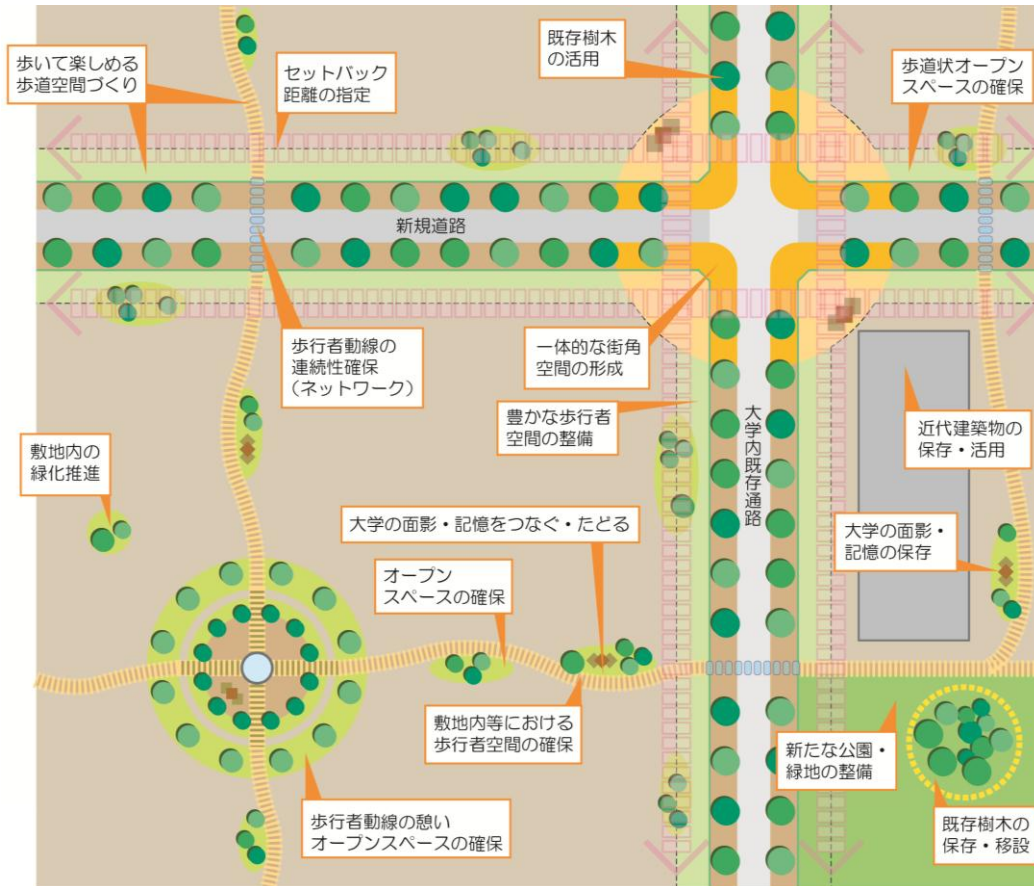 歩いて楽しめる
歩道空間づくり
セットバック
距離の指定
既存樹木
の活用
歩道状オープン
スペースの確保
新規道路
歩行者動線の
連続性確保
（ネットワーク）
一体的な街角
空間の形成
豊かな歩行者
空間の整備
大学内既存通路
近代建築物の
保存・活用
敷地内の
緑化推進
大学の面影・記憶をつなぐ・たどる
大学の面影・
記憶の保存
オープン
スペースの確保
敷地内等における
歩行者空間の確保
新たな公園・
緑地の整備
歩行者動線の憩い
オープンスペースの確保
既存樹木の
保存・移設